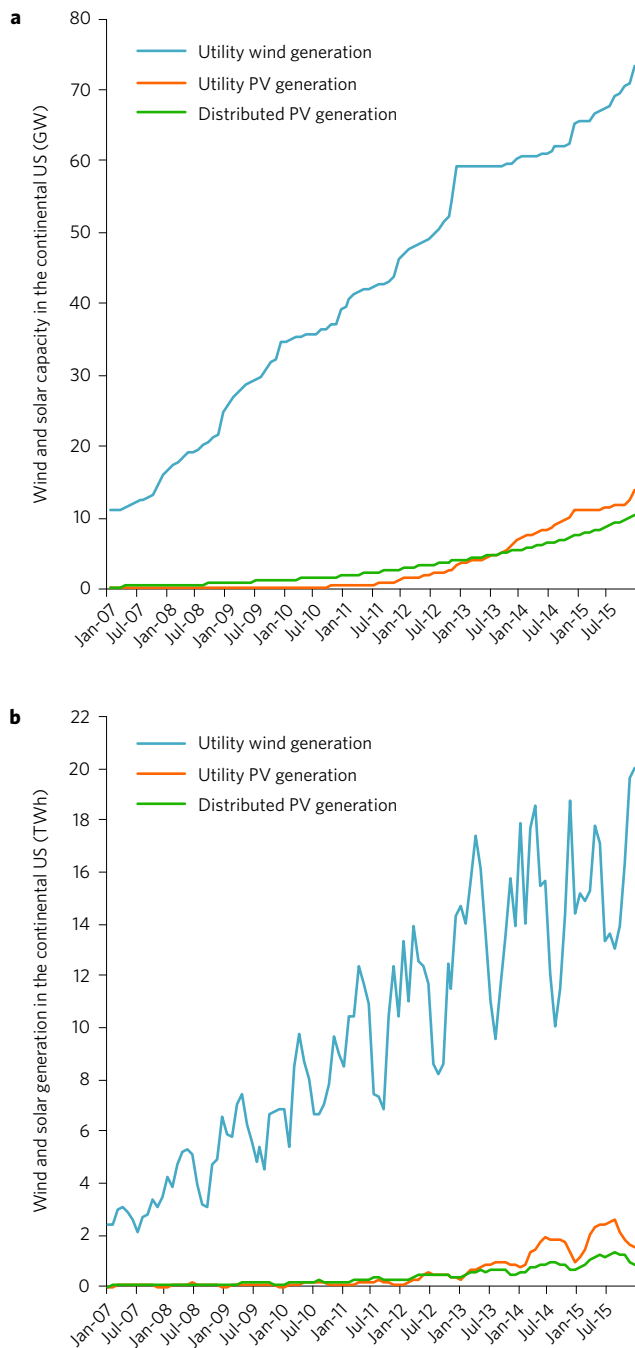 a
Wind and solar capacity in the continental US (GW)
80
70
60
50
40
30
20
10
0
Utility wind generation
Utility PV generation
Distributed PV generation
Jan-07
Jul-07
Jan-08
Jul-08
Jan-09
Jul-09
Jan-10
Jul-10
Jan-11
Jul-11
Jan-12
Jul-12
Jan-13
Jul-13
Jan-14
Jul-14
Jan-15
Jul-15
b
Wind and solar generation in the continental US (TWh)
22
20
18
16
14
12
10
8
6
4
2
0
Utility wind generation
Utility PV generation
Distributed PV generation
Jan-07
Jul-07
Jan-08
Jul-08
Jan-09
Jul-09
Jan-10
Jul-10
Jan-11
Jul-11
Jan-12
Jul-12
Jan-13
Jul-13
Jan-14
Jul-14
Jan-15
Jul-15